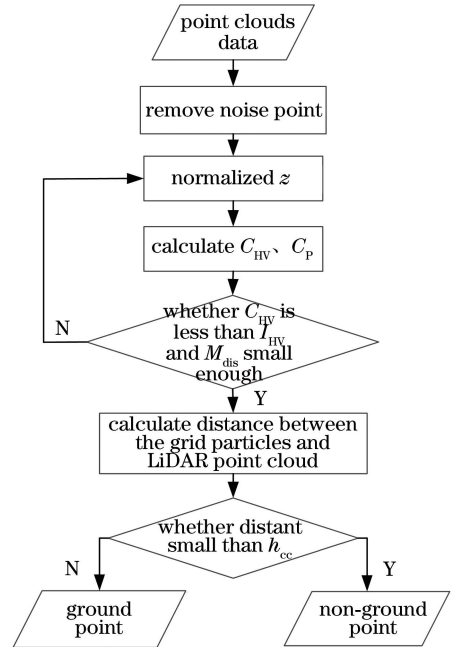 point clouds
data
remove noise point
normalized z
calculate C_HV、C_P
whether C_HV is
less than I_HV
and M_dis small
enough
N
Y
calculate distance between
the grid particles and
LiDAR point cloud
whether distant
small than h_cc
N
Y
ground
point
non-ground
point